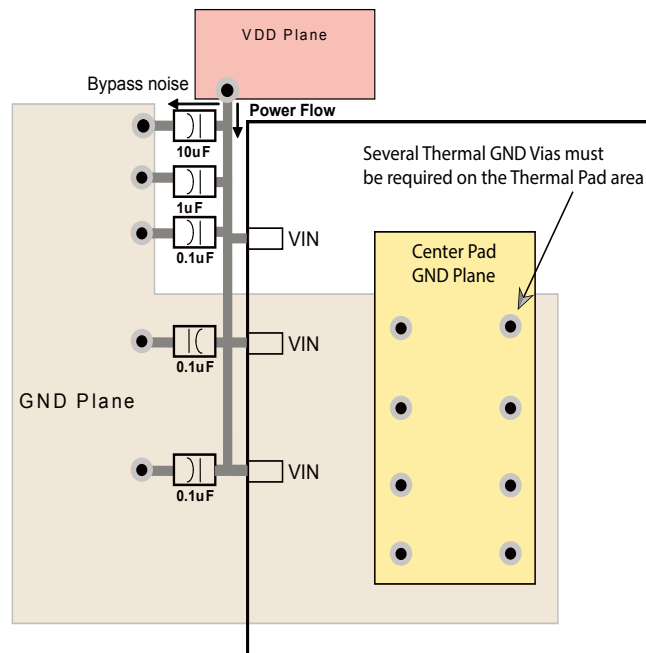 VDD Plane
Bypass noise
Power Flow
10uF
Several Thermal GND Vias must
be required on the Thermal Pad area
1uF
0.1uF
VIN
Center Pad
GND Plane
VIN
0.1uF
GND Plane
VIN
0.1uF